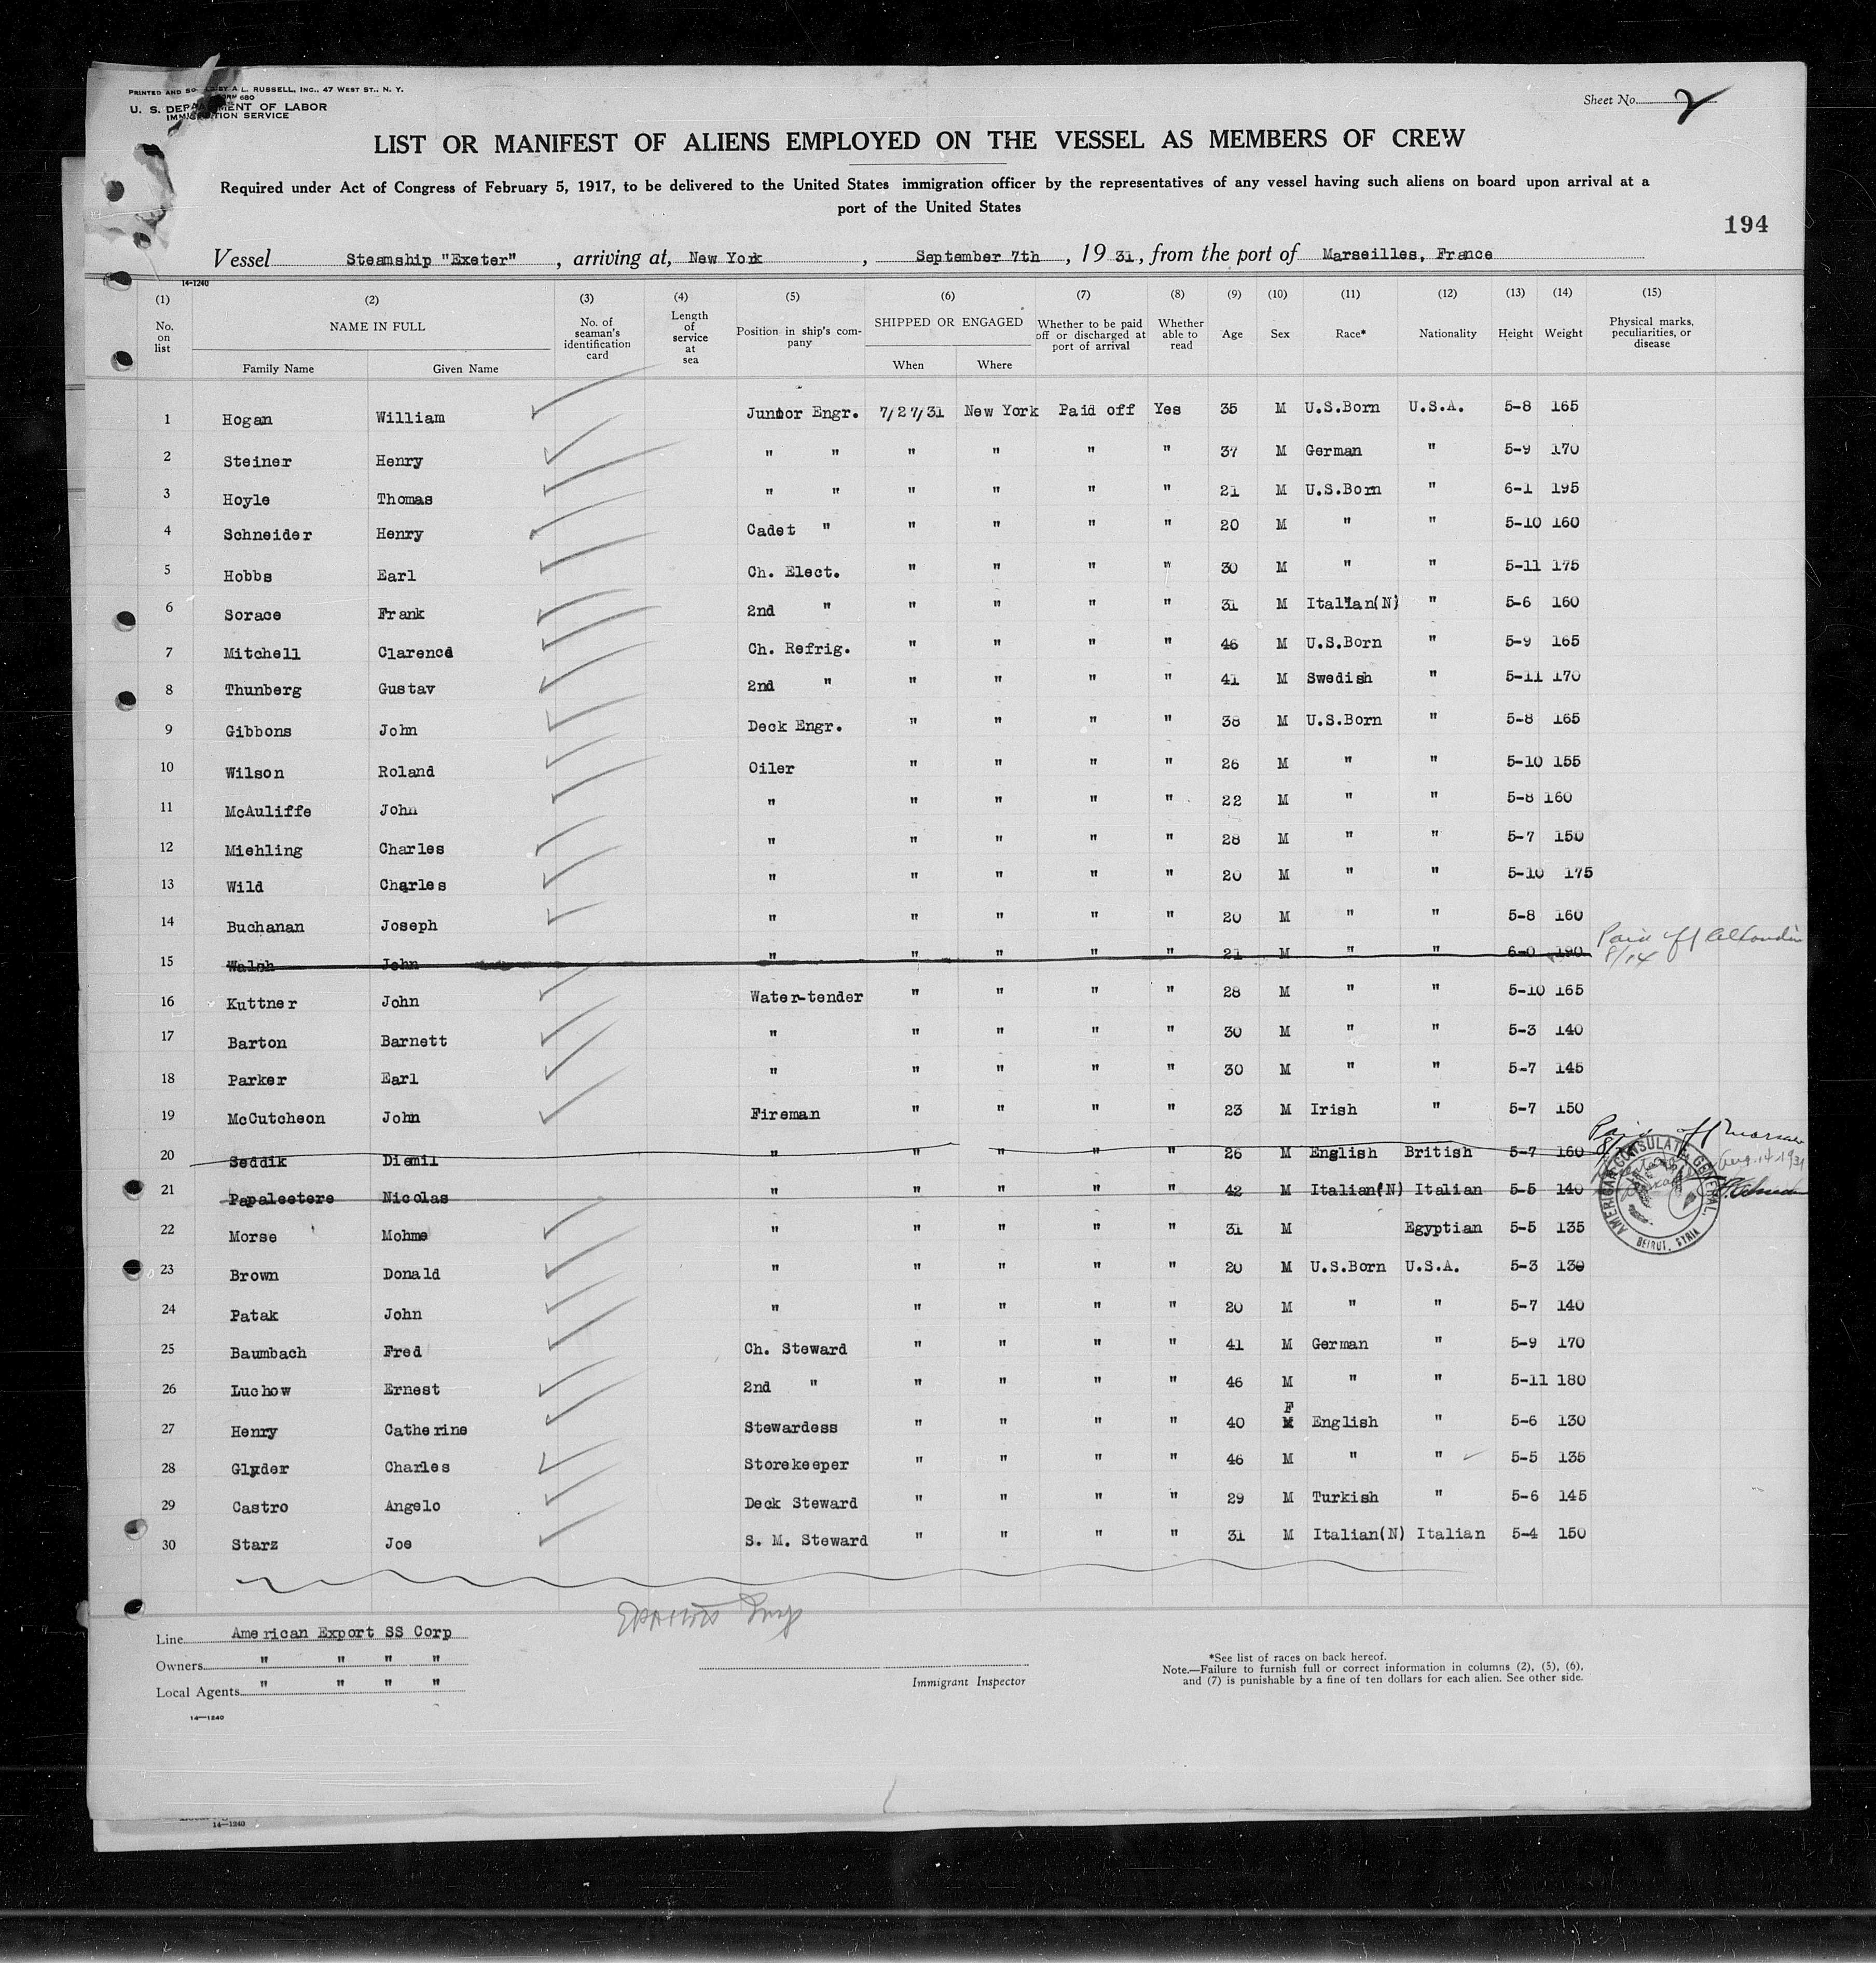 PRINTED AND SO BY A. L. RUSSELL, INC., 47 WEST ST., N. Y.
FORM 680
U. S. DEPARTMENT OF LABOR
IMMIGRATION SERVICE
Sheet No. 2
LIST OR MANIFEST OF ALIENS EMPLOYED ON THE VESSEL AS MEMBERS OF CREW
Required under Act of Congress of February 5, 1917, to be delivered to the United States immigration officer by the representatives of any vessel having such aliens on board upon arrival at a
port of the United States
194
Vessel Steamship "Exeter", arriving at, New York, September 7th, 19 31, from the port of Marseilles, France
14-1240
(1) (2) (3) (4) (5) (6) (7) (8) (9) (10) (11) (12) (13) (14) (15)
No. on list NAME IN FULL Family Name Given Name No. of seaman's identification card Length of service at sea Position in ship's company SHIPPED OR ENGAGED When Where Whether to be paid off or discharged at port of arrival Whether able to read Age Sex Race* Nationality Height Weight Physical marks, peculiarities, or disease
1 Hogan William Junior Engr. 7/27/31 New York Paid off Yes 35 M U.S.Born U.S.A. 5-8 165
2 Steiner Henry " " " " " " 37 M German " 5-9 170
3 Hoyle Thomas " " " " " " 21 M U.S.Born " 6-1 195
4 Schneider Henry Cadet " " " " " 20 M " " 5-10 160
5 Hobbs Earl Ch. Elect. " " " " 30 M " " 5-11 175
6 Sorace Frank 2nd " " " " " 31 M Italian(N) " 5-6 160
7 Mitchell Clarence Ch. Refrig. " " " " 46 M U.S.Born " 5-9 165
8 Thunberg Gustav 2nd " " " " " 41 M Swedish " 5-11 170
9 Gibbons John Deck Engr. " " " " 38 M U.S.Born " 5-8 165
10 Wilson Roland Oiler " " " " 26 M " " 5-10 155
11 McAuliffe John " " " " " 22 M " " 5-8 160
12 Miehling Charles " " " " " 28 M " " 5-7 150
13 Wild Charles " " " " " 20 M " " 5-10 175
14 Buchanan Joseph " " " " " 20 M " " 5-8 160
15 Walsh John " " " " " 21 M " " 6-0 190 Paid off 8/14
16 Kuttner John Water-tender " " " " 28 M " " 5-10 165
17 Barton Barnett " " " " " 30 M " " 5-3 140
18 Parker Earl " " " " " 30 M " " 5-7 145
19 McCutcheon John Fireman " " " " 23 M Irish " 5-7 150
20 Seddik Diemil " " " " " 26 M English British 5-7 160 Paid off
21 Papaleetere Nicolas " " " " " 42 M Italian(N) Italian 5-5 140 Aug. 14 1931
AMERICAN CONSULATE GENERAL. BEIRUT, SYRIA
22 Morse Mohme " " " " " 31 M Egyptian 5-5 135
23 Brown Donald " " " " " 20 M U.S.Born U.S.A. 5-3 130
24 Patak John " " " " " 20 M " " 5-7 140
25 Baumbach Fred Ch. Steward " " " " 41 M German " 5-9 170
26 Luchow Ernest 2nd " " " " " 46 M " " 5-11 180
27 Henry Catherine Stewardess " " " " 40 F English " 5-6 130
28 Glyder Charles Storekeeper " " " " 46 M " " 5-5 135
29 Castro Angelo Deck Steward " " " " 29 M Turkish " 5-6 145
30 Starz Joe S. M. Steward " " " " 31 M Italian(N) Italian 5-4 150
Line American Export SS Corp
Owners " " " "
Local Agents " " " "
14-1240
Immigrant Inspector
*See list of races on back hereof.
Note.—Failure to furnish full or correct information in columns (2), (5), (6),
and (7) is punishable by a fine of ten dollars for each alien. See other side.
14-1240